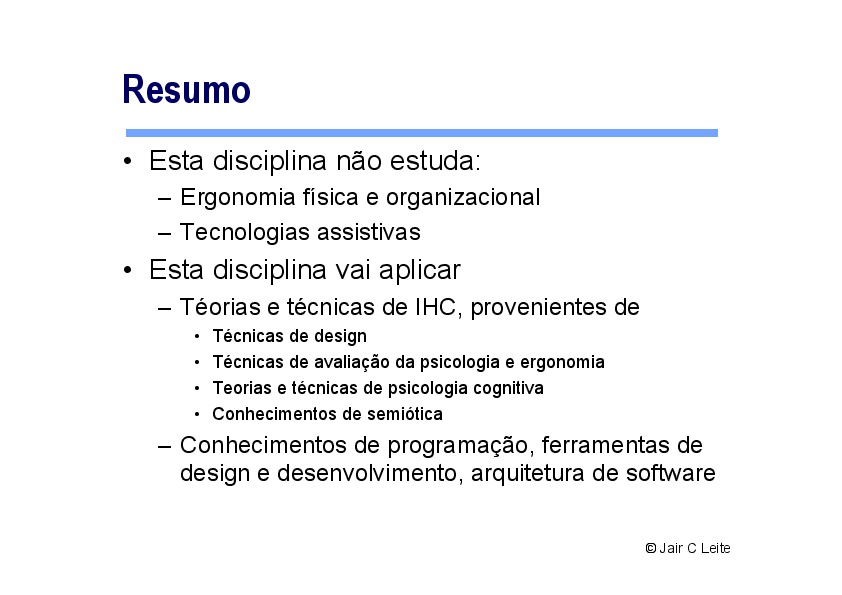 Resumo
• Esta disciplina não estuda:
– Ergonomia física e organizacional
– Tecnologias assistivas
• Esta disciplina vai aplicar
– Téorias e técnicas de IHC, provenientes de
• Técnicas de design
• Técnicas de avaliação da psicologia e ergonomia
• Teorias e técnicas de psicologia cognitiva
• Conhecimentos de semiótica
– Conhecimentos de programação, ferramentas de
design e desenvolvimento, arquitetura de software
© Jair C Leite